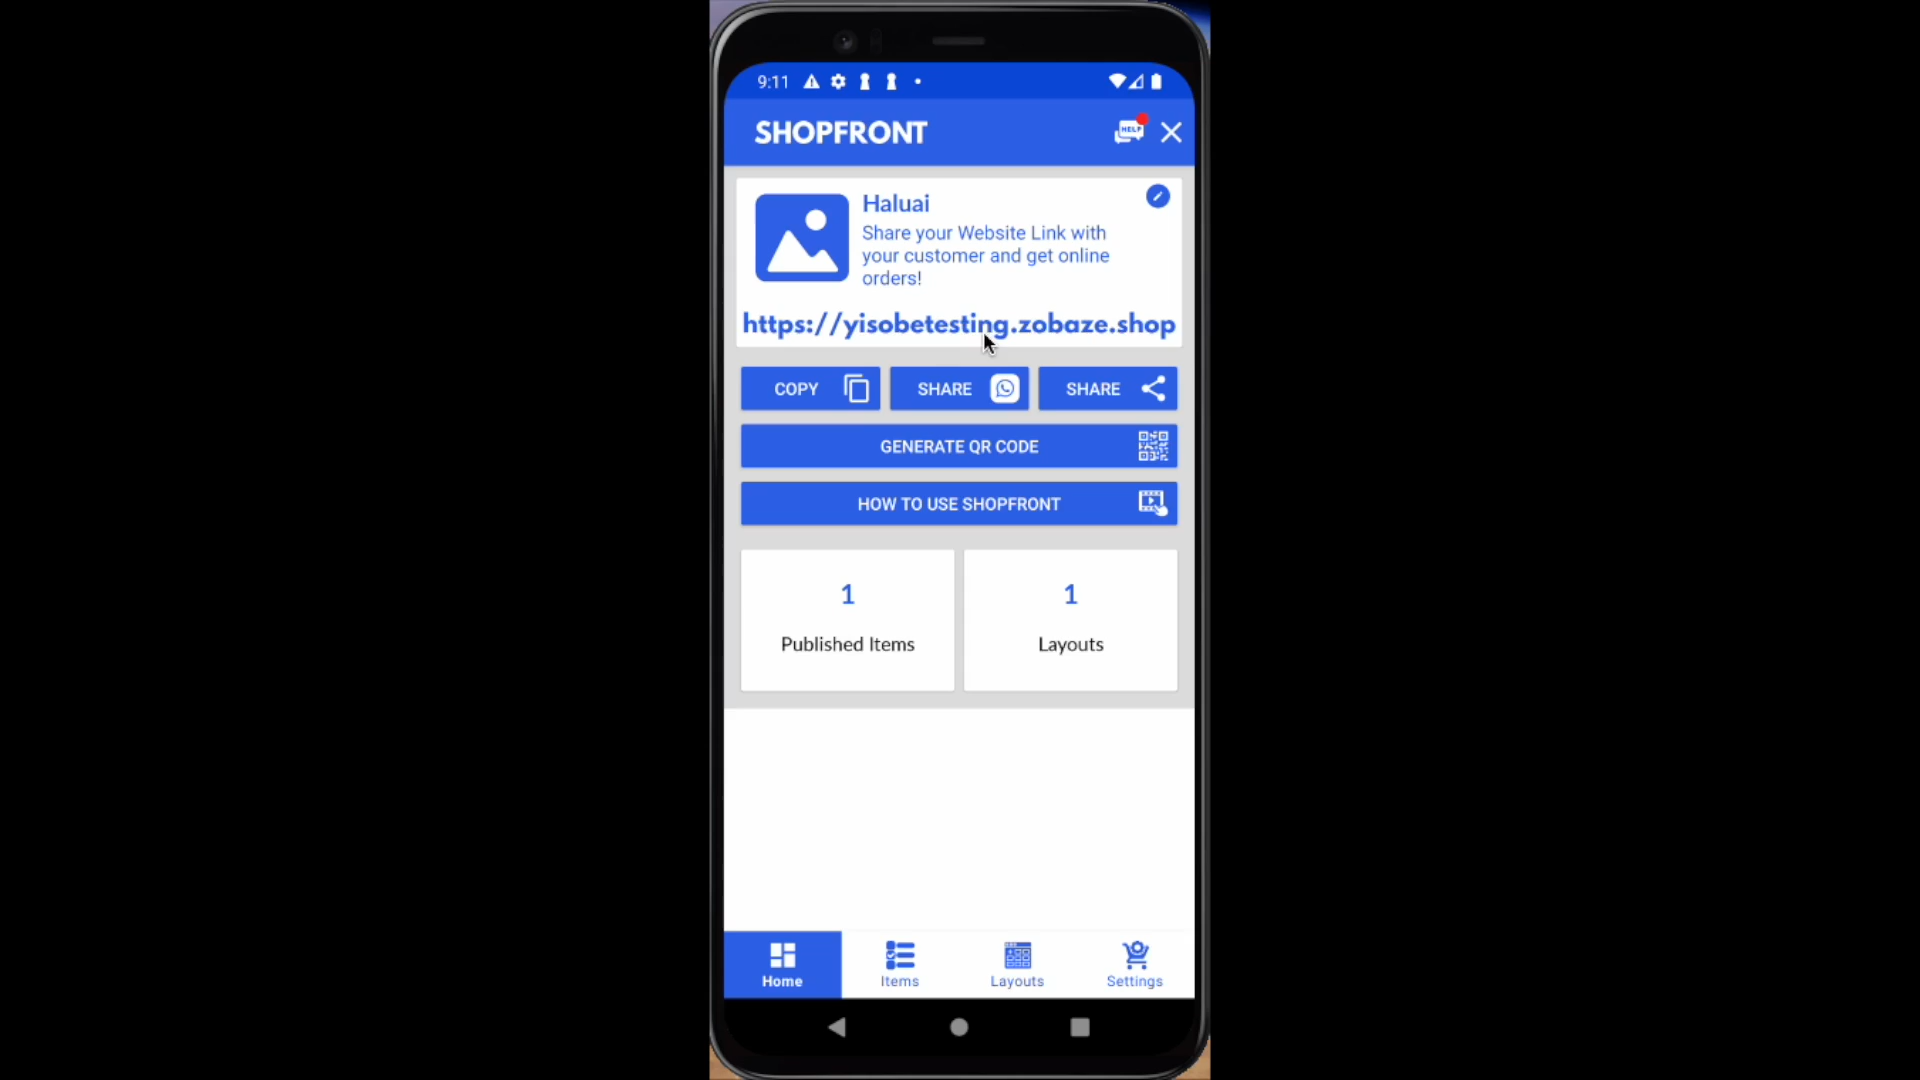 9:11
SHOPFRONT
HELP
Haluai
Share your Website Link with
your customer and get online
orders!
https://yisobetesting.zobaze.shop
COPY
SHARE
SHARE
GENERATE QR CODE
HOW TO USE SHOPFRONT
1
1
Published Items
Layouts
Home
Items
Layouts
Settings